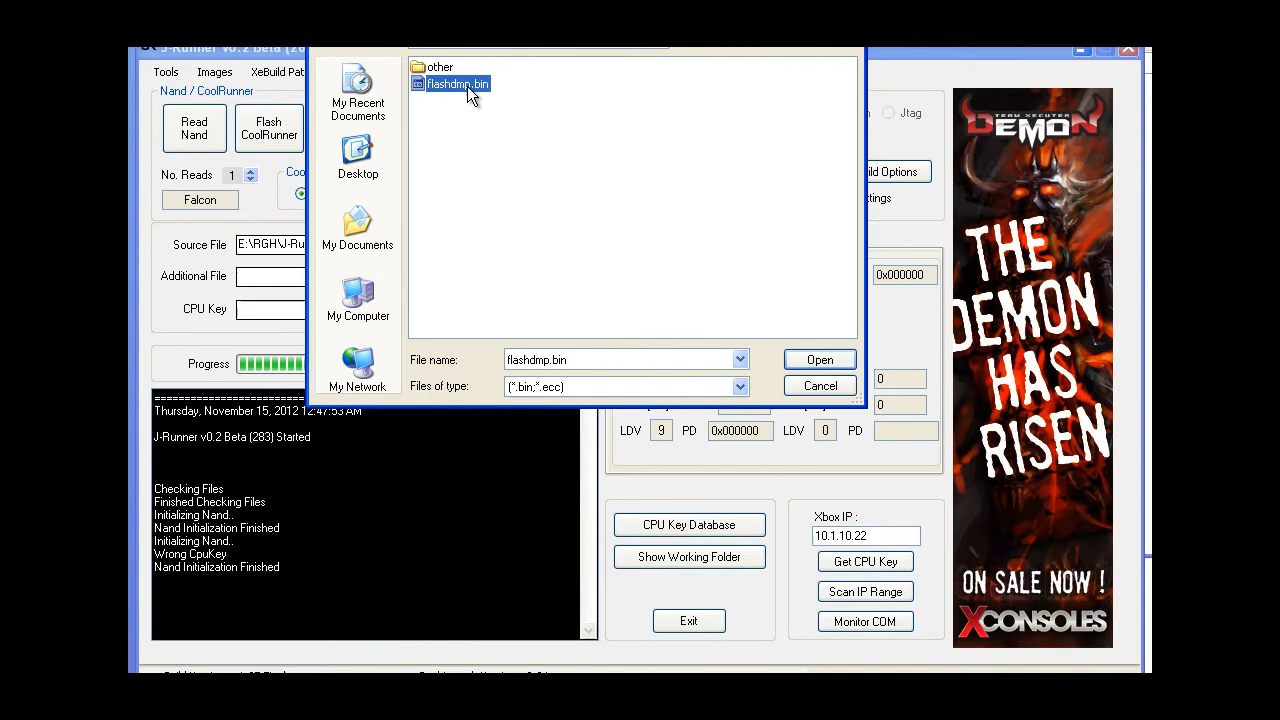 J-Runner v0.2 Beta (28
Tools Images XeBuild Pat
Nand / CoolRunner
Read Nand
Flash CoolRunner
No. Reads 1
Coo
Falcon
Source File E:\RGH\J-Ru
Additional File
CPU Key
Progress
other
flashdmp.bin
My Recent Documents
Desktop
My Documents
My Computer
My Network
File name: flashdmp.bin Open
Files of type: (*.bin;*.ecc) Cancel
Jtag
ild Options
ttings
0x000000
0
0
LDV 9 PD 0x000000 LDV 0 PD
Thursday, November 15, 2012 12:47:53 AM
J-Runner v0.2 Beta (283) Started
Checking Files
Finished Checking Files
Initializing Nand..
Nand Initialization Finished
Initializing Nand..
Wrong CpuKey
Nand Initialization Finished
CPU Key Database
Show Working Folder
Exit
Xbox IP :
10.1.10.22
Get CPU Key
Scan IP Range
Monitor COM
TEAM XECUTER
DEMON
THE
DEMON
HAS
RISEN
ON SALE NOW !
XCONSOLES